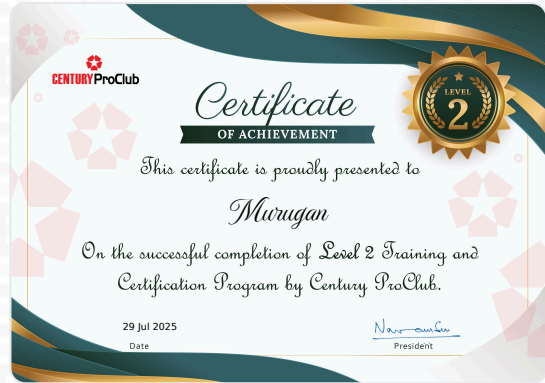 CENTURY ProClub
Certificate
OF ACHIEVEMENT
LEVEL
2
This certificate is proudly presented to
Murugan
On the successful completion of Level 2 Training and
Certification Program by Century ProClub.
29 Jul 2025
Date
President